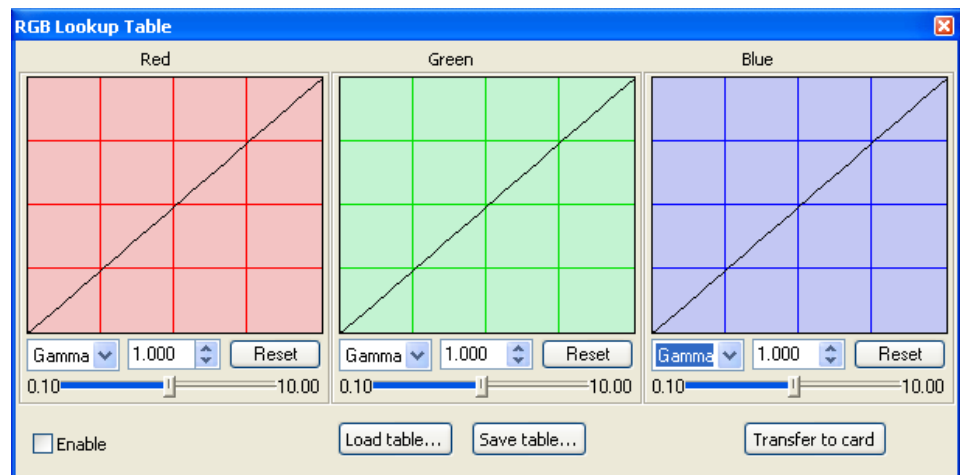 RGB Lookup Table
Red Green Blue
Gamma 1.000 Reset Gamma 1.000 Reset Gamma 1.000 Reset
0.10 10.00 0.10 10.00 0.10 10.00
Enable Load table... Save table... Transfer to card